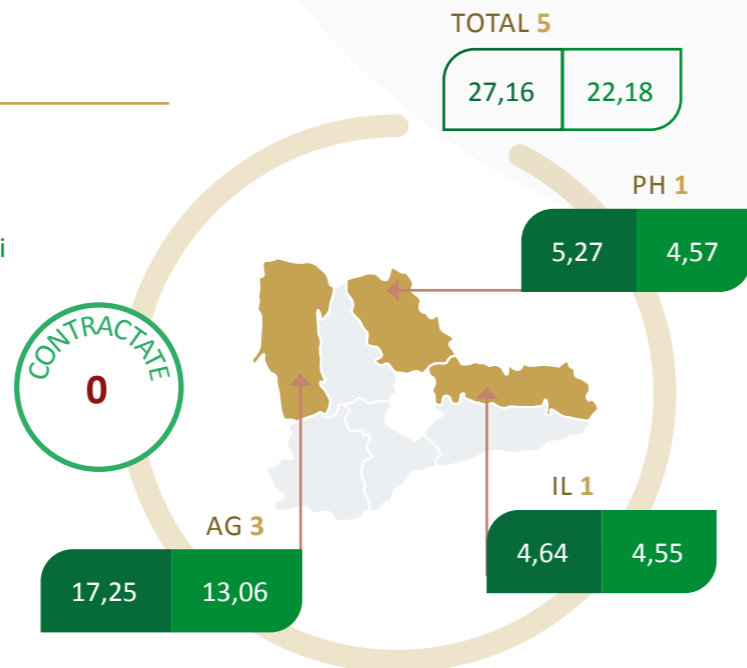 TOTAL 5
27,16 22,18
PH 1
5,27 4,57
i
CONTRACTATE
0
IL 1
4,64 4,55
AG 3
17,25 13,06